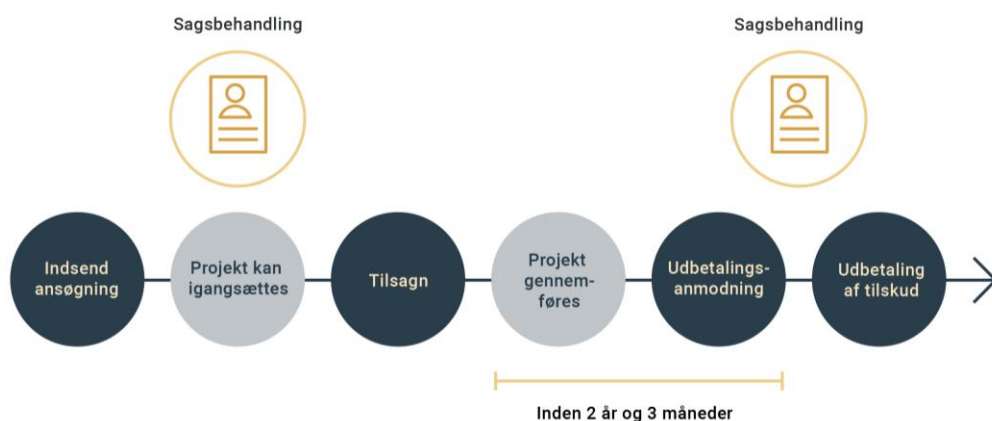 Sagsbehandling
Sagsbehandling
Indsend
ansøgning
Projekt kan
igangsættes
Tilsagn
Projekt
gennem-
føres
Udbetalings-
anmodning
Udbetaling
af tilskud
Inden 2 år og 3 måneder